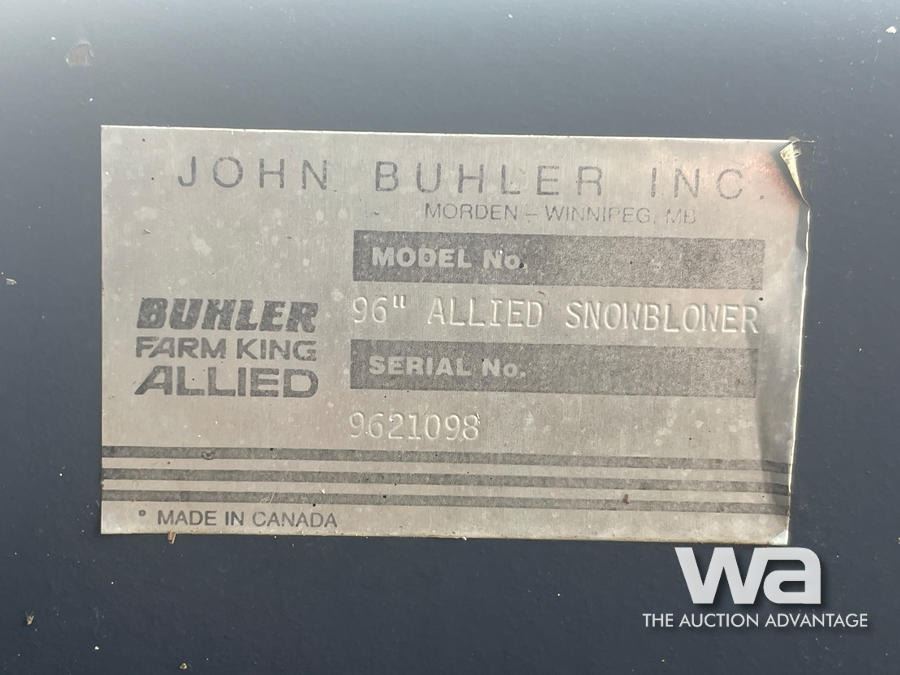 JOHN BUHLER INC.
MORDEN – WINNIPEG, MB
MODEL No.
96" ALLIED SNOWBLOWER
BUHLER
FARM KING
ALLIED
SERIAL No.
9621098
° MADE IN CANADA
wa
THE AUCTION ADVANTAGE